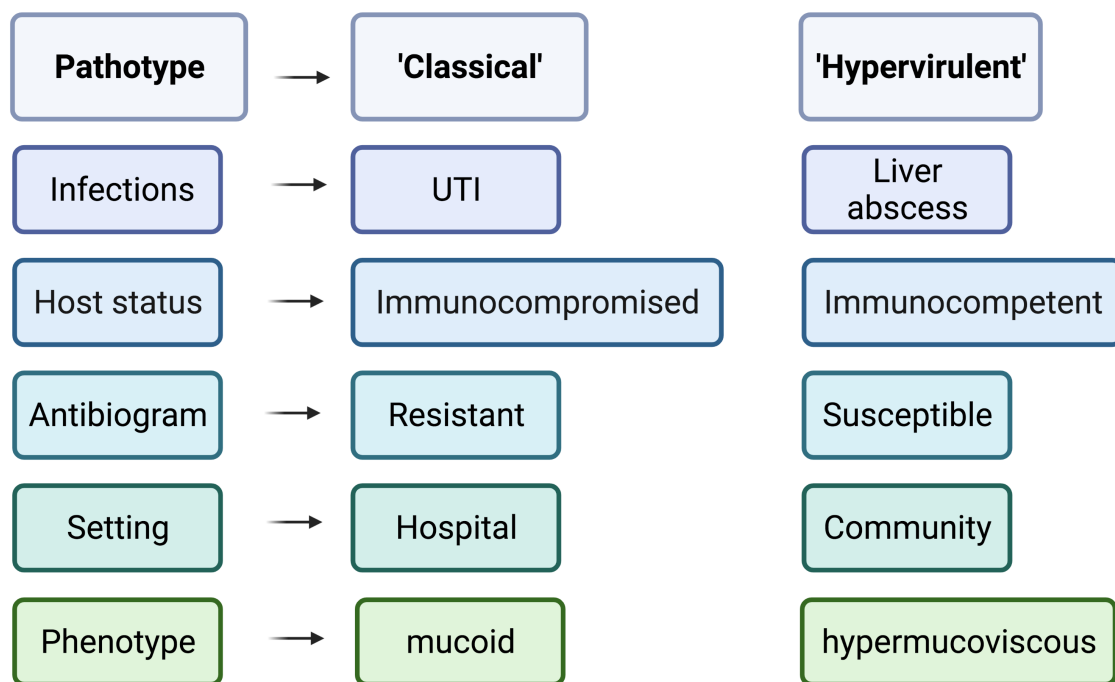 Pathotype
'Classical'
'Hypervirulent'
Infections
UTI
Liver
abscess
Host status
Immunocompromised
Immunocompetent
Antibiogram
Resistant
Susceptible
Setting
Hospital
Community
Phenotype
mucoid
hypermucoviscous